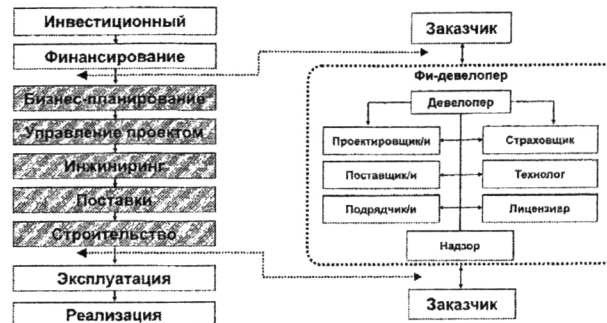 Инвестиционный
Финансирование
Бизнес-планирование
Управление проектом
Инжиниринг
Поставки
Строительство
Эксплуатация
Реализация
Заказчик
Фи-девелопер
Девелопер
Проектировщик/и
Страховщик
Поставщик/и
Технолог
Подрядчик/и
Лицензиар
Надзор
Заказчик